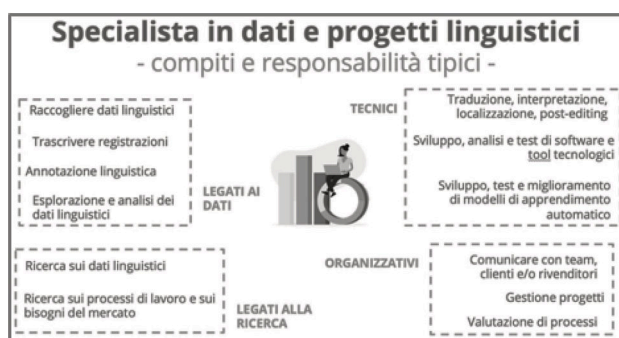 Specialista in dati e progetti linguistici
- compiti e responsabilità tipici -
Raccogliere dati linguistici
Trascrivere registrazioni
Annotazione linguistica
Esplorazione e analisi dei
dati linguistici
LEGATI AI
DATI
TECNICI
Traduzione, interpretazione,
localizzazione, post-editing
Sviluppo, analisi e test di software e
tool tecnologici
Sviluppo, test e miglioramento
di modelli di apprendimento
automatico
Ricerca sui dati linguistici
Ricerca sui processi di lavoro e sui
bisogni del mercato
LEGATI ALLA
RICERCA
ORGANIZZATIVI
Comunicare con team,
clienti e/o rivenditori
Gestione progetti
Valutazione di processi